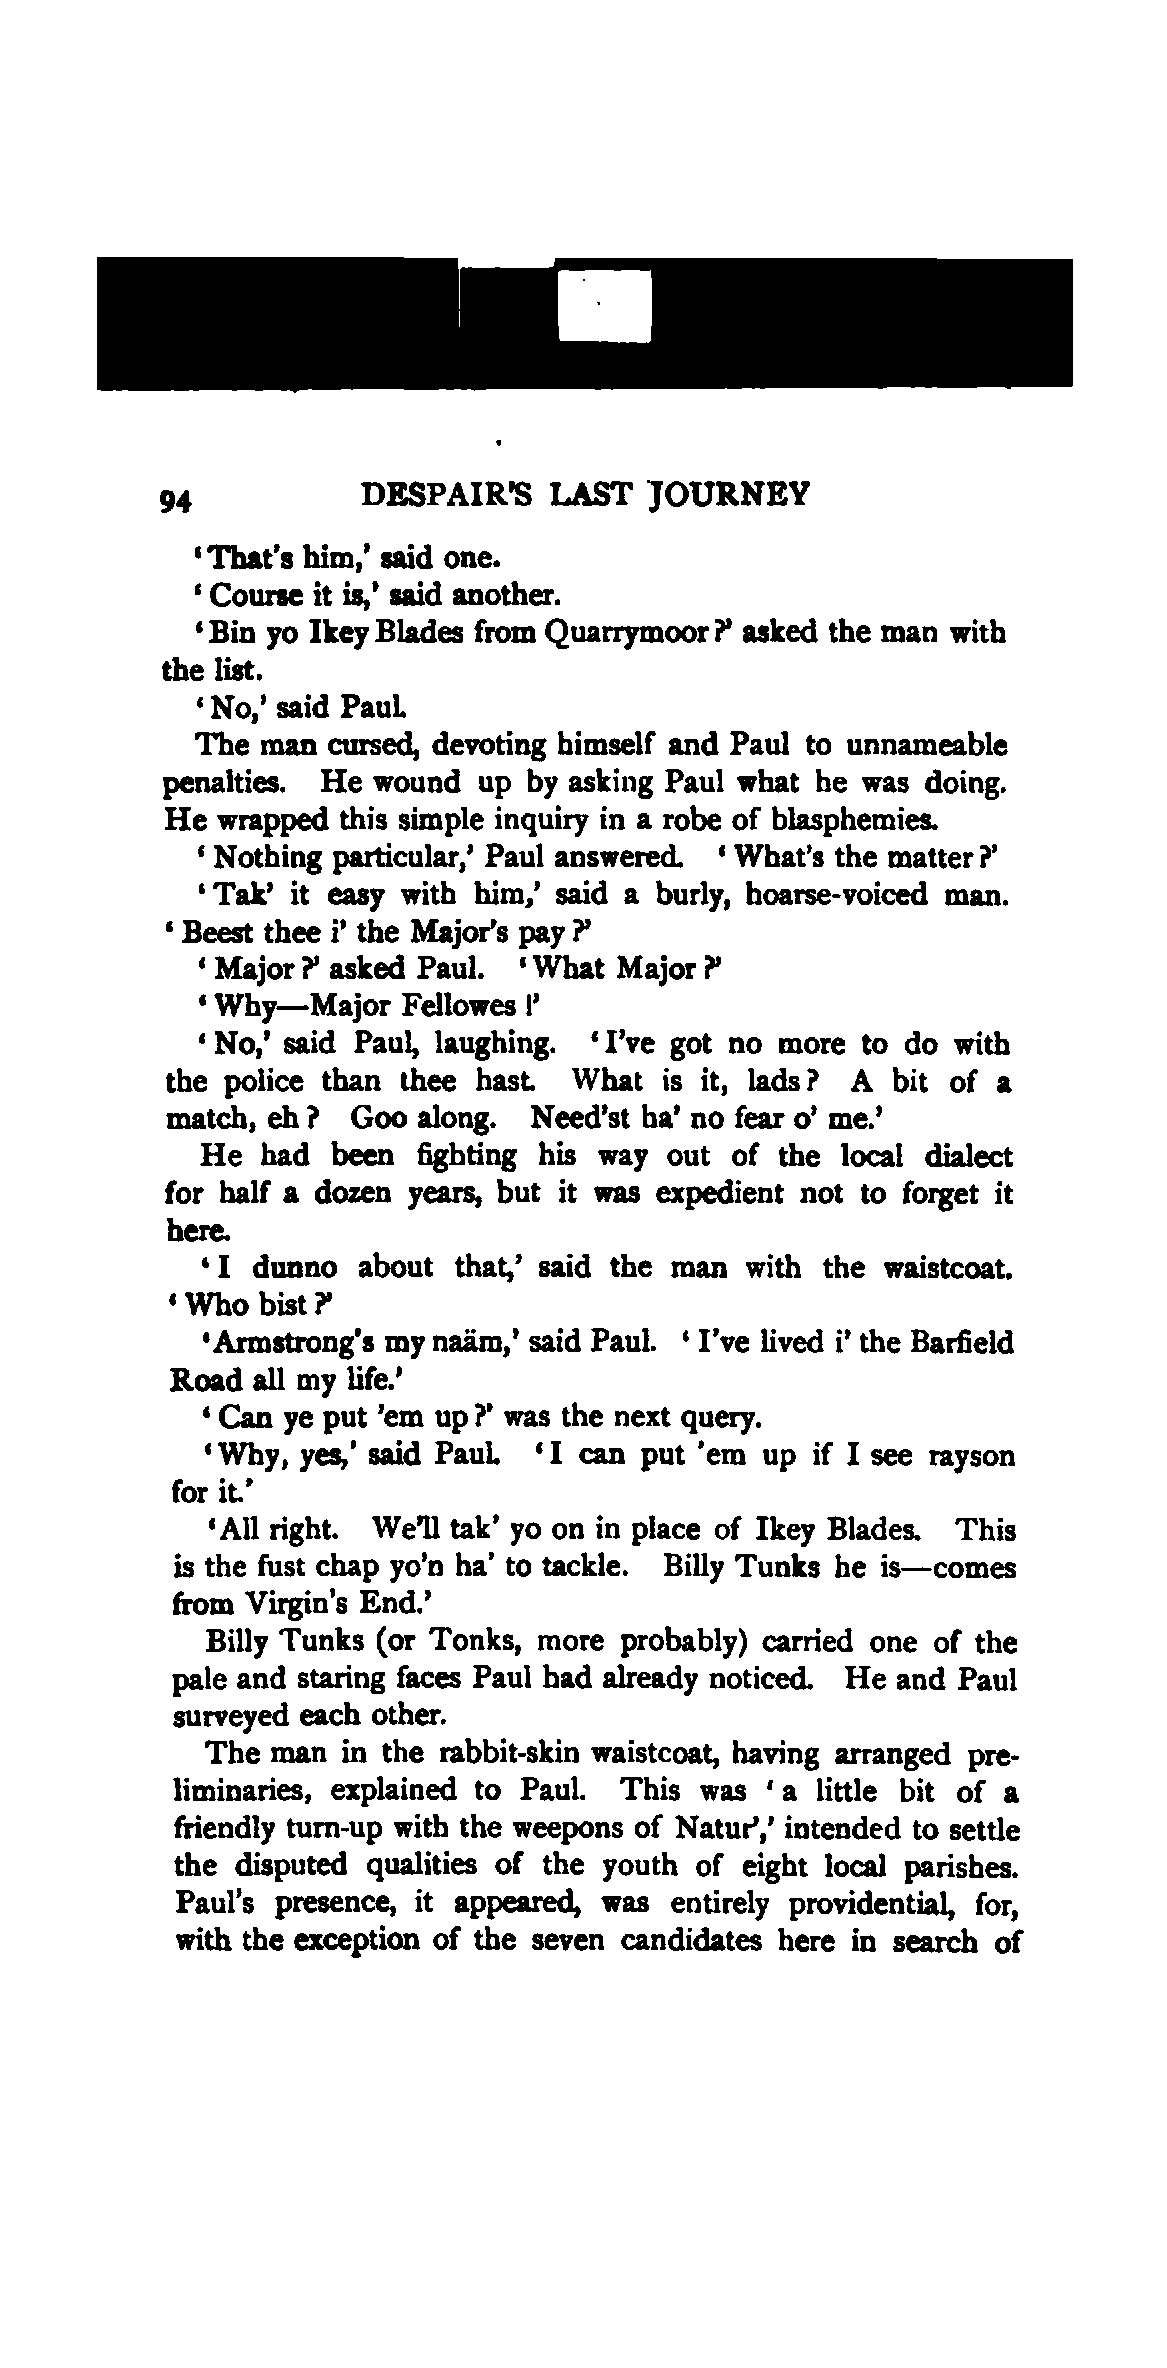 94 DESPAIR'S LAST JOURNEY
'That's him,' said one.
'Course it is,' said another.
'Bin yo Ikey Blades from Quarrymoor?' asked the man with
the list.
'No,' said Paul.
The man cursed, devoting himself and Paul to unnameable
penalties. He wound up by asking Paul what he was doing.
He wrapped this simple inquiry in a robe of blasphemies.
'Nothing particular,' Paul answered. 'What's the matter?'
'Tak' it easy with him,' said a burly, hoarse-voiced man.
'Beest thee i' the Major's pay?'
'Major?' asked Paul. 'What Major?'
'Why—Major Fellowes!'
'No,' said Paul, laughing. 'I've got no more to do with
the police than thee hast. What is it, lads? A bit of a
match, eh? Goo along. Need'st ha' no fear o' me.'
He had been fighting his way out of the local dialect
for half a dozen years, but it was expedient not to forget it
here.
'I dunno about that,' said the man with the waistcoat.
'Who bist?'
'Armstrong's my naäm,' said Paul. 'I've lived i' the Barfield
Road all my life.'
'Can ye put 'em up?' was the next query.
'Why, yes,' said Paul. 'I can put 'em up if I see rayson
for it.'
'All right. We'll tak' yo on in place of Ikey Blades. This
is the fust chap yo'n ha' to tackle. Billy Tunks he is—comes
from Virgin's End.'
Billy Tunks (or Tonks, more probably) carried one of the
pale and staring faces Paul had already noticed. He and Paul
surveyed each other.
The man in the rabbit-skin waistcoat, having arranged pre-
liminaries, explained to Paul. This was 'a little bit of a
friendly turn-up with the weepons of Natur',' intended to settle
the disputed qualities of the youth of eight local parishes.
Paul's presence, it appeared, was entirely providential, for,
with the exception of the seven candidates here in search of